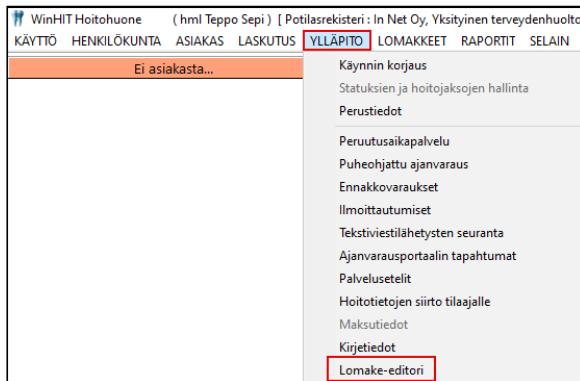 WinHIT Hoitohuone ( hml Teppo Sepi ) [ Potilasrekisteri : In Net Oy, Yksityinen terveydenhuolto
KÄYTTÖ HENKILÖKUNTA ASIAKAS LASKUTUS YLLÄPITO LOMAKKEET RAPORTIT SELAIN
Ei asiakasta...
Käynnin korjaus
Statuksien ja hoitojaksojen hallinta
Perustiedot
Peruutusaikapalvelu
Puheohjattu ajanvaraus
Ennakkovaraukset
Ilmoittautumiset
Tekstiviestilähetysten seuranta
Ajanvarausportaalin tapahtumat
Palvelusetelit
Hoitotietojen siirto tilaajalle
Maksutiedot
Kirjetiedot
Lomake-editori